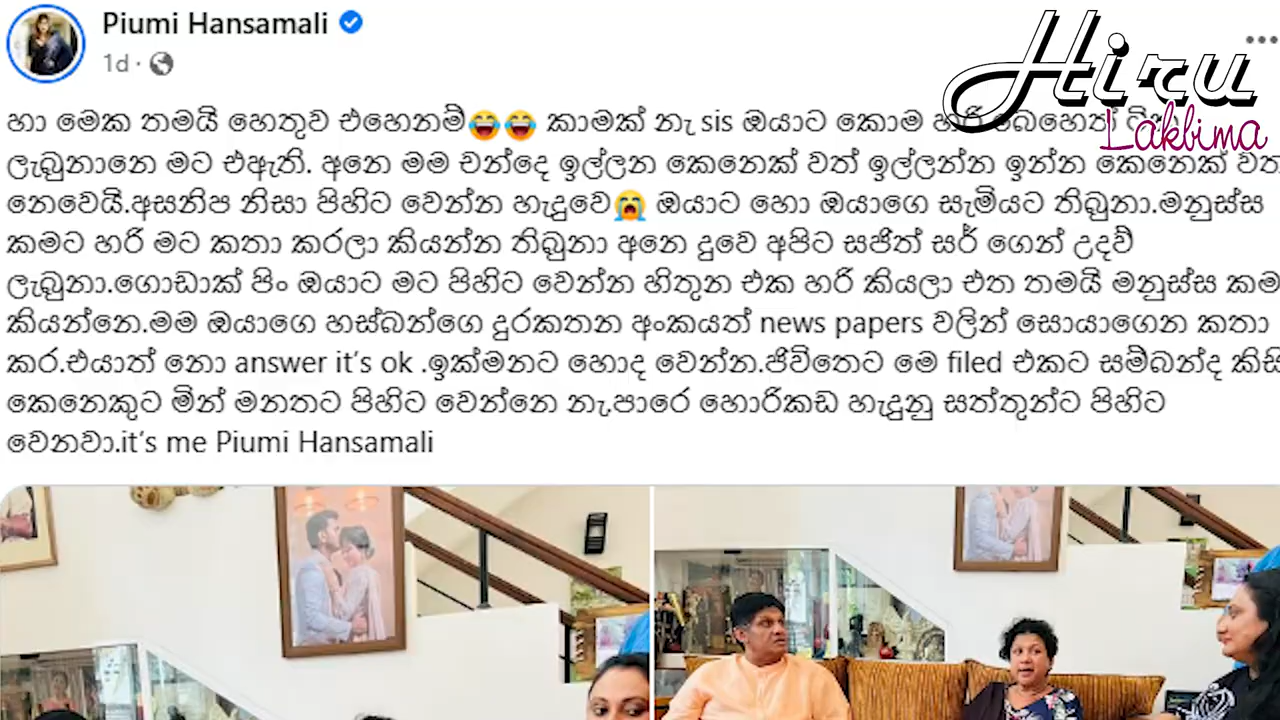 Piumi Hansamali
1d
Hiru
Lakbima
හා මෙක තමයි හෙතුව එහෙනම්😂😂 කාමක් නැ sis ඔයාට කොම හරි බෙහෙත්
ලැබුනානෙ මට එඇති. අනෙ මම චන්දෙ ඉල්ලන කෙනෙක් වත් ඉල්ලන්න ඉන්න කෙනෙක් වත්
නෙවෙයි.අසනිප නිසා පිහිට වෙන්න හැදුවෙ😭 ඔයාට හො ඔයාගෙ සැමියට තිබුනා.මනුස්ස
කමට හරි මට කතා කරලා කියන්න තිබුනා අනෙ දුවෙ අපිට සජිත් සර් ගෙන් උදව්
ලැබුනා.ගොඩාක් පිං ඔයාට මට පිහිට වෙන්න හිතුන එක හරි කියලා එත තමයි මනුස්ස කම
කියන්නෙ.මම ඔයාගෙ හස්බන්ගෙ දුරකතන අංකයත් news papers වලින් සොයාගෙන කතා
කර.එයාත් නො answer it's ok .ඉක්මනට හොද වෙන්න.ජිවිතෙට මෙ filed එකට සම්බන්ද
කෙනෙකුට මින් මනතට පිහිට වෙන්නෙ නැ.පාරෙ හොරිකඩ හැදුනු සත්තුන්ට පිහිට
වෙනවා.it's me Piumi Hansamali